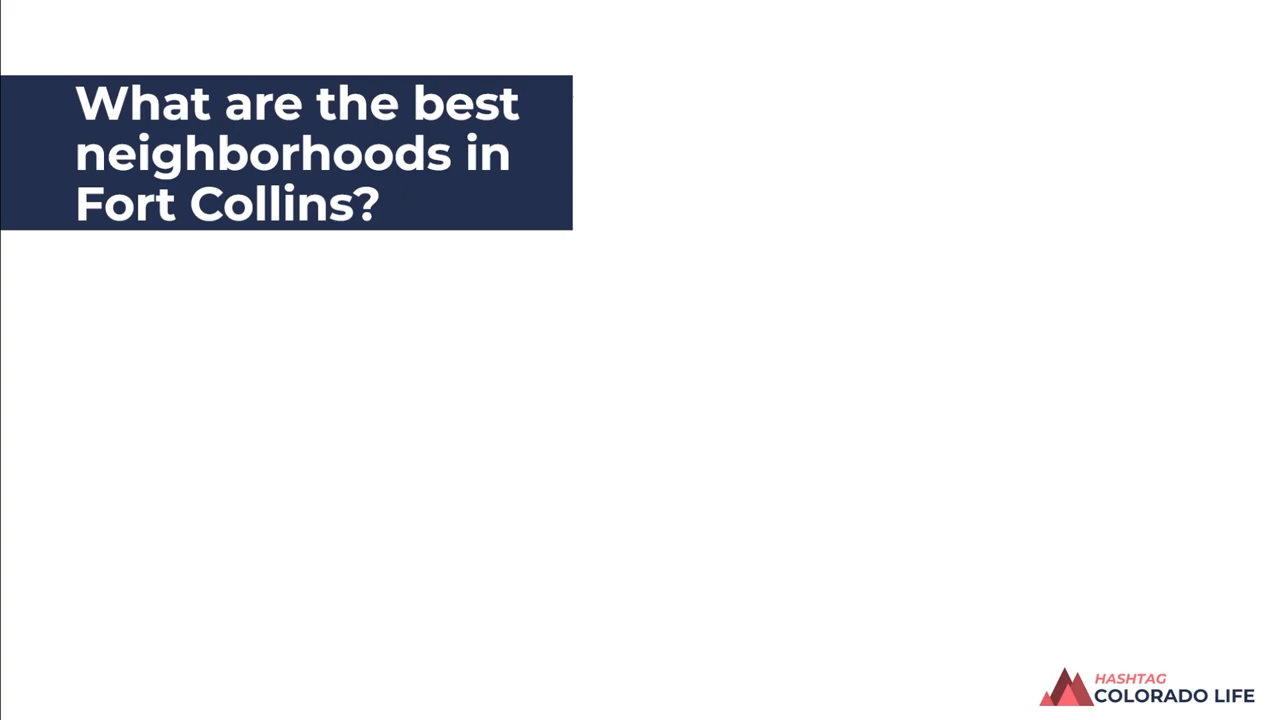 What are the best
neighborhoods in
Fort Collins?
HASHTAG
COLORADO LIFE